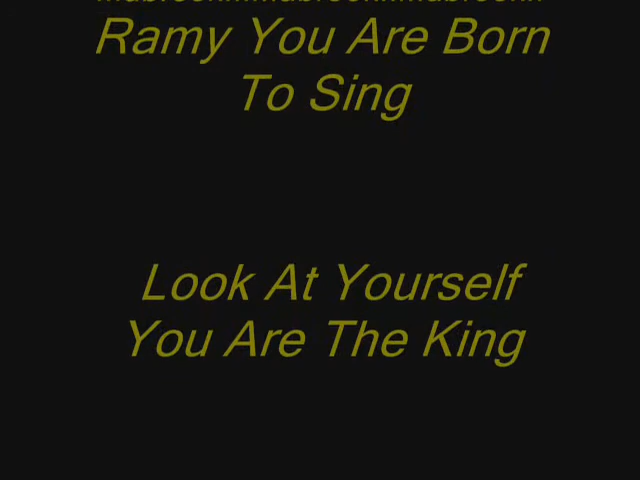 Ramy You Are Born
To Sing
Look At Yourself
You Are The King